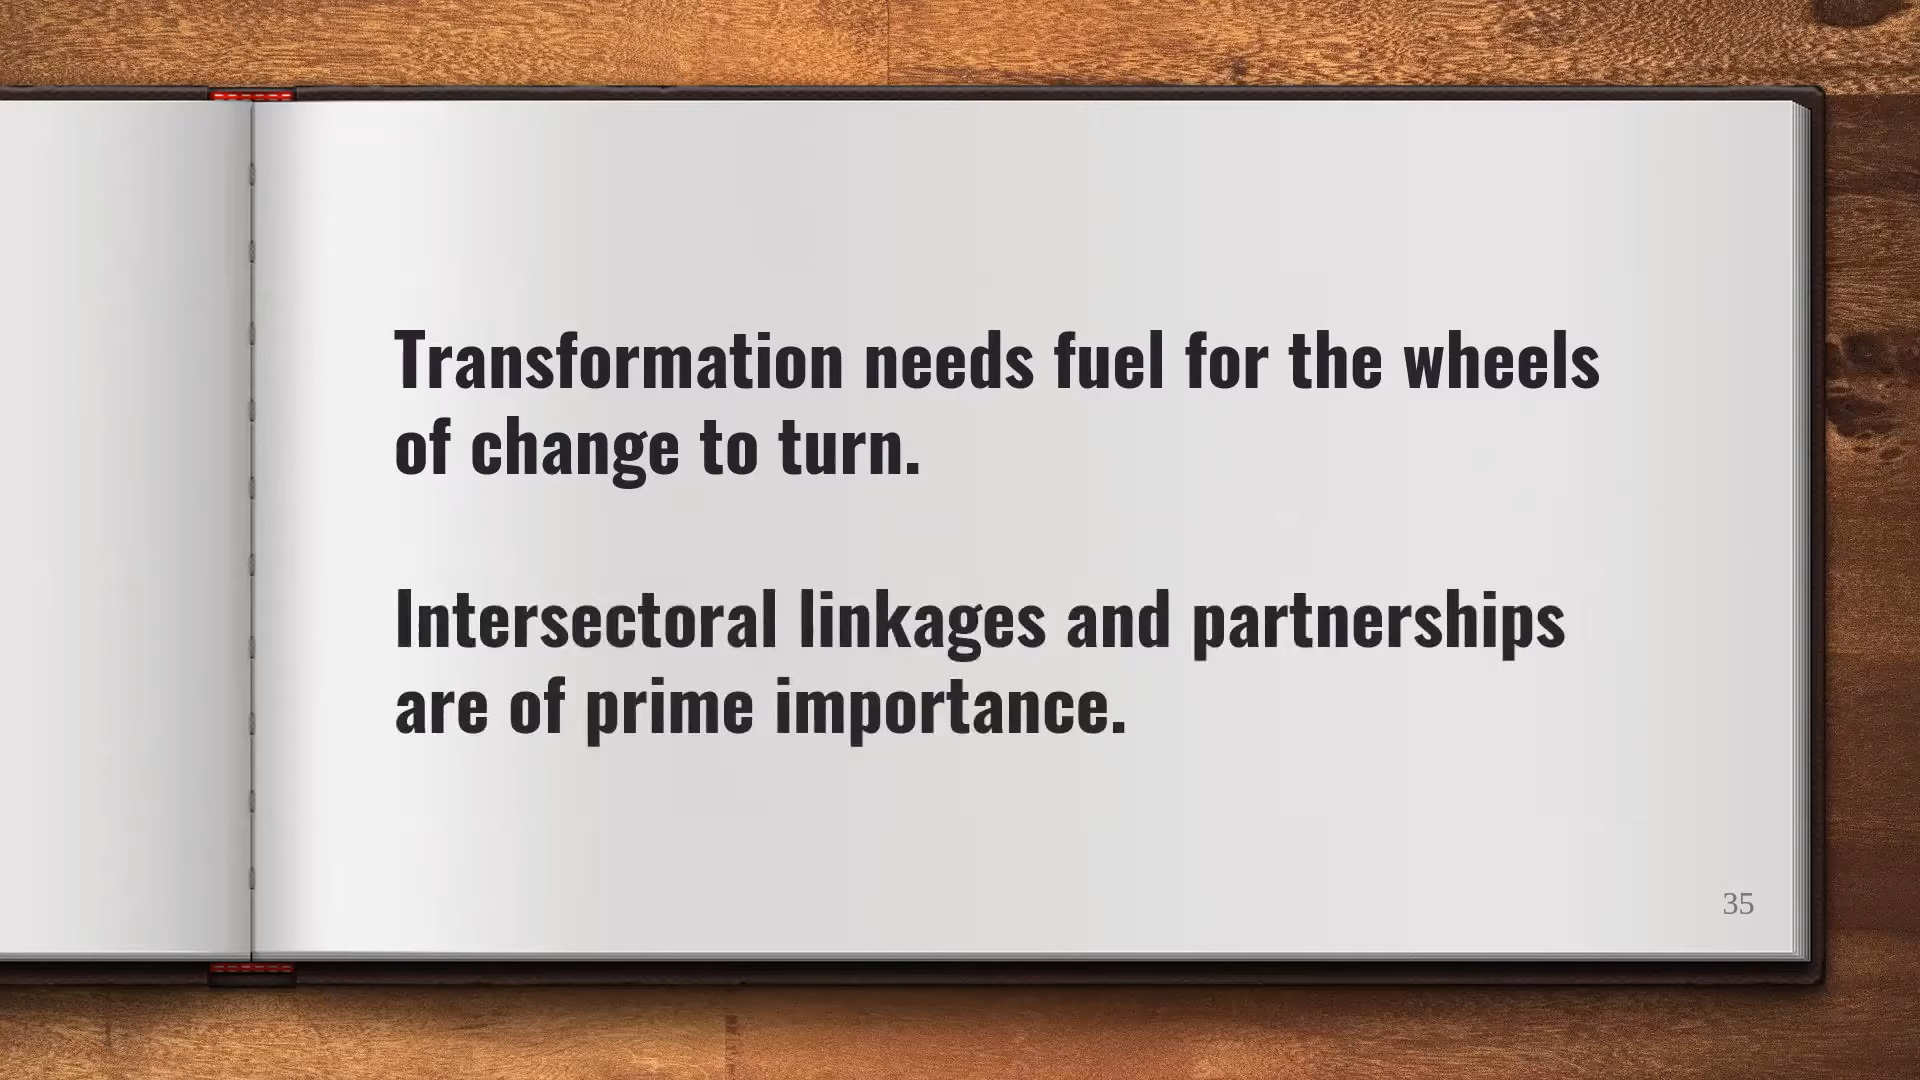 Transformation needs fuel for the wheels
of change to turn.
Intersectoral linkages and partnerships
are of prime importance.
35